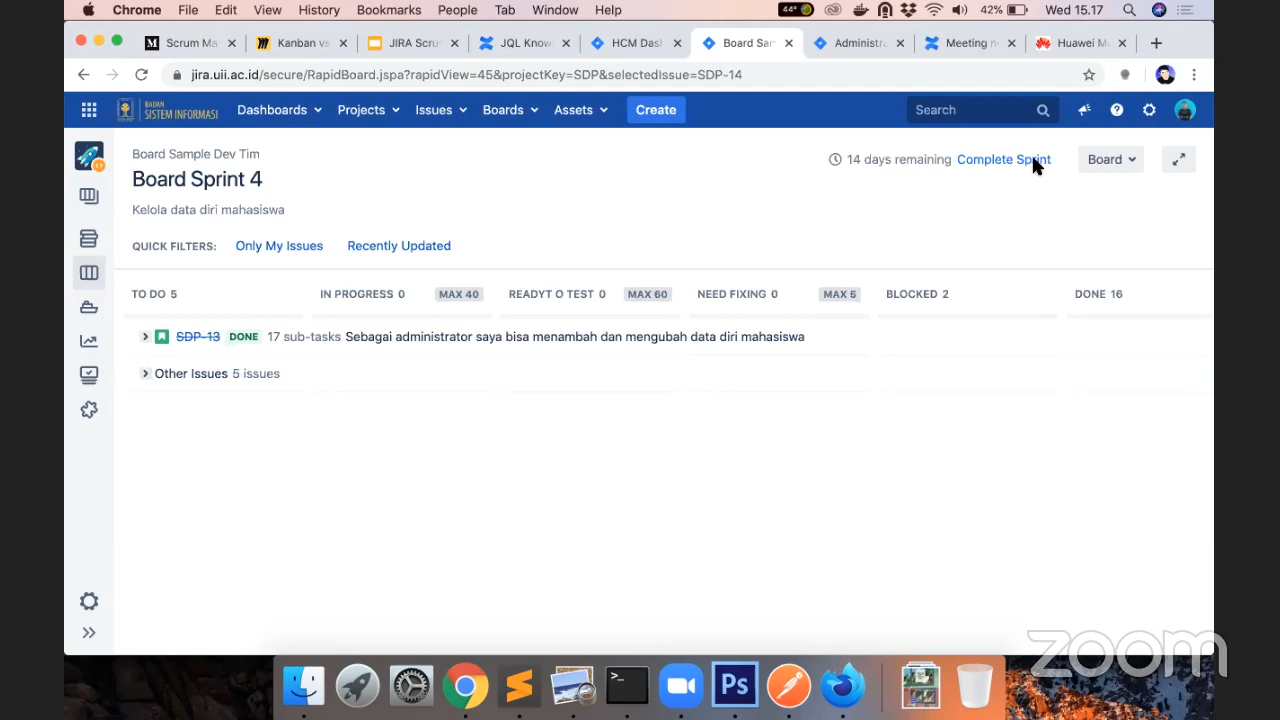 Chrome File Edit View History Bookmarks People Tab Window Help 44° 42% Wed 15.17
Scrum Ma Kanban vs JIRA Scru JQL Know HCM Das Board Sam Administr Meeting n Huawei M
jira.uii.ac.id/secure/RapidBoard.jspa?rapidView=45&projectKey=SDP&selectedIssue=SDP-14
BADAN
SISTEM INFORMASI
Dashboards Projects Issues Boards Assets Create Search
Board Sample Dev Tim
14 days remaining Complete Sprint Board
Board Sprint 4
Kelola data diri mahasiswa
QUICK FILTERS: Only My Issues Recently Updated
TO DO 5 IN PROGRESS 0 MAX 40 READYT O TEST 0 MAX 60 NEED FIXING 0 MAX 5 BLOCKED 2 DONE 16
SDP-13 DONE 17 sub-tasks Sebagai administrator saya bisa menambah dan mengubah data diri mahasiswa
Other Issues 5 issues
zoom
Ps